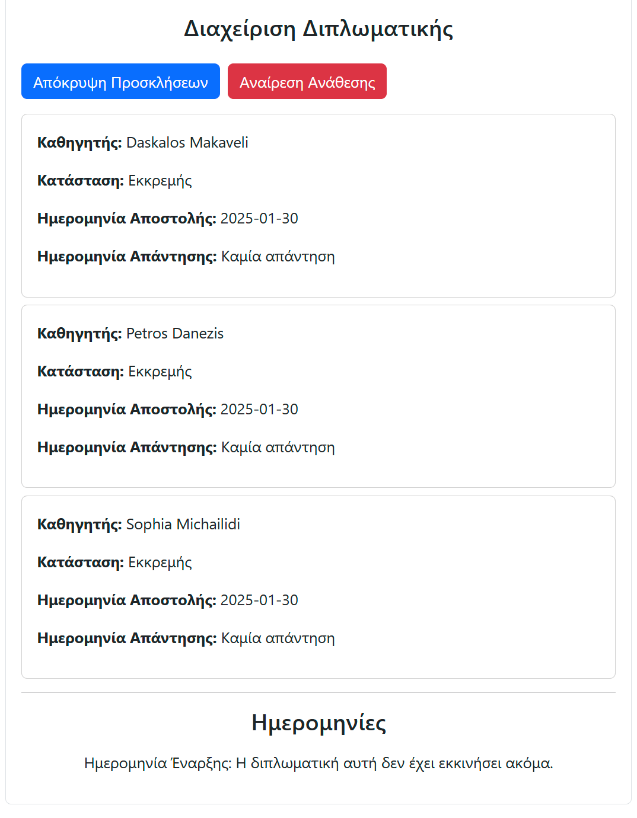 Διαχείριση Διπλωματικής
Απόκρυψη Προσκλήσεων Αναίρεση Ανάθεσης
Καθηγητής: Daskalos Makaveli
Κατάσταση: Εκκρεμής
Ημερομηνία Αποστολής: 2025-01-30
Ημερομηνία Απάντησης: Καμία απάντηση
Καθηγητής: Petros Danezis
Κατάσταση: Εκκρεμής
Ημερομηνία Αποστολής: 2025-01-30
Ημερομηνία Απάντησης: Καμία απάντηση
Καθηγητής: Sophia Michailidi
Κατάσταση: Εκκρεμής
Ημερομηνία Αποστολής: 2025-01-30
Ημερομηνία Απάντησης: Καμία απάντηση
Ημερομηνίες
Ημερομηνία Έναρξης: Η διπλωματική αυτή δεν έχει εκκινήσει ακόμα.